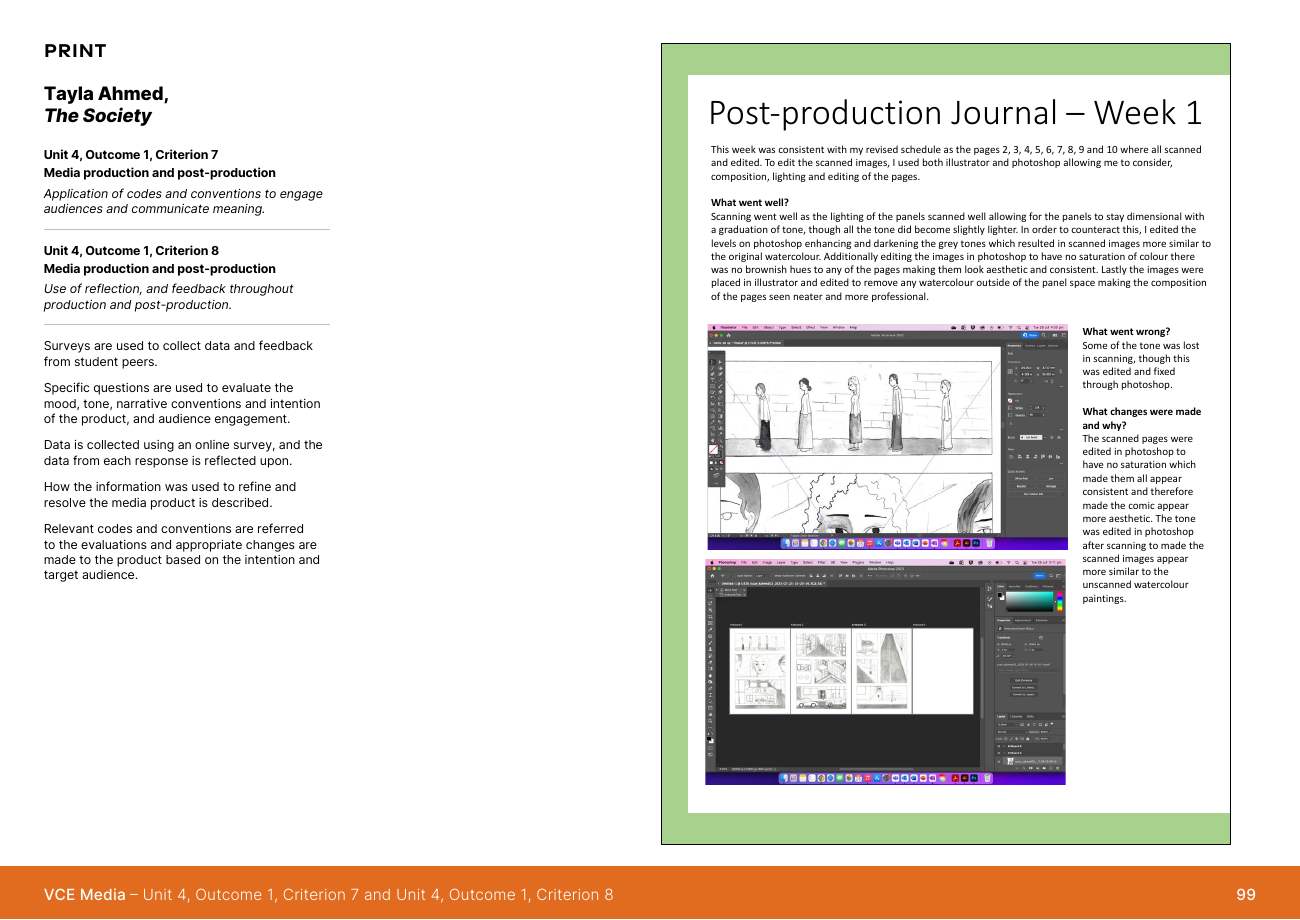 PRINT
Tayla Ahmed,
The Society
Unit 4, Outcome 1, Criterion 7
Media production and post-production
Application of codes and conventions to engage
audiences and communicate meaning.
Unit 4, Outcome 1, Criterion 8
Media production and post-production
Use of reflection, and feedback throughout
production and post-production.
Surveys are used to collect data and feedback
from student peers.
Specific questions are used to evaluate the
mood, tone, narrative conventions and intention
of the product, and audience engagement.
Data is collected using an online survey, and the
data from each response is reflected upon.
How the information was used to refine and
resolve the media product is described.
Relevant codes and conventions are referred
to the evaluations and appropriate changes are
made to the product based on the intention and
target audience.
Post-production Journal – Week 1
This week was consistent with my revised schedule as the pages 2, 3, 4, 5, 6, 7, 8, 9 and 10 where all scanned
and edited. To edit the scanned images, I used both illustrator and photoshop allowing me to consider,
composition, lighting and editing of the pages.
What went well?
Scanning went well as the lighting of the panels scanned well allowing for the panels to stay dimensional with
a graduation of tone, though all the tone did become slightly lighter. In order to counteract this, I edited the
levels on photoshop enhancing and darkening the grey tones which resulted in scanned images more similar to
the original watercolour. Additionally editing the images in photoshop to have no saturation of colour there
was no brownish hues to any of the pages making them look aesthetic and consistent. Lastly the images were
placed in illustrator and edited to remove any watercolour outside of the panel space making the composition
of the pages seen neater and more professional.
What went wrong?
Some of the tone was lost
in scanning, though this
was edited and fixed
through photoshop.
What changes were made
and why?
The scanned pages were
edited in photoshop to
have no saturation which
made them all appear
consistent and therefore
made the comic appear
more aesthetic. The tone
was edited in photoshop
after scanning to made the
scanned images appear
more similar to the
unscanned watercolour
paintings.
VCE Media – Unit 4, Outcome 1, Criterion 7 and Unit 4, Outcome 1, Criterion 8
99